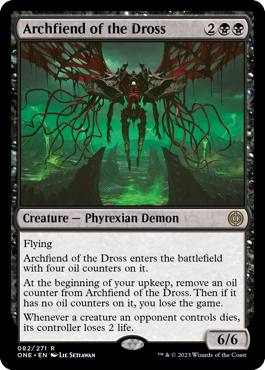 Archfiend of the Dross 2
Creature — Phyrexian Demon
Flying
Archfiend of the Dross enters the battlefield
with four oil counters on it.
At the beginning of your upkeep, remove an oil
counter from Archfiend of the Dross. Then if it
has no oil counters on it, you lose the game.
Whenever a creature an opponent controls dies,
its controller loses 2 life.
6/6
082/271 R
ONE • EN Lie Setiawan
™ & © 2023 Wizards of the Coast